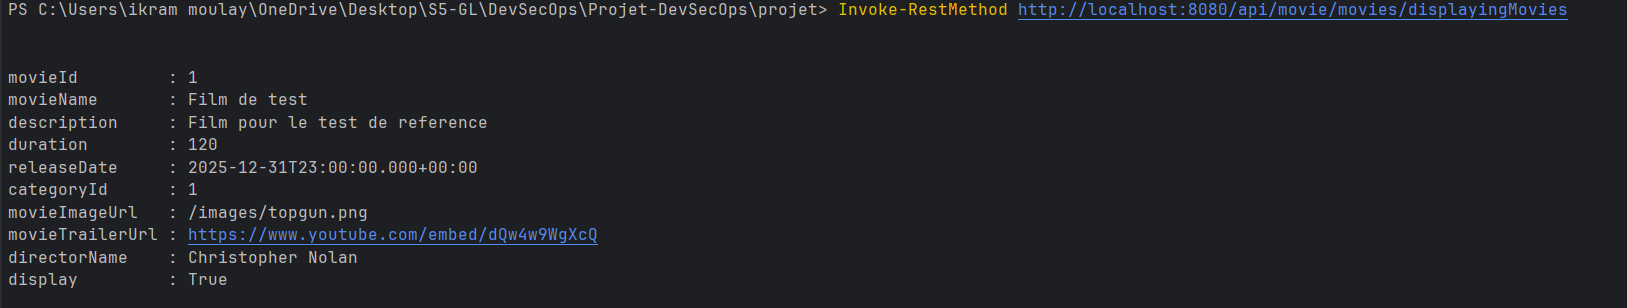 PS C:\Users\ikram moulay\OneDrive\Desktop\S5-GL\DevSecOps\Projet-DevSecOps\projet> Invoke-RestMethod http://localhost:8080/api/movie/movies/displayingMovies
movieId : 1
movieName : Film de test
description : Film pour le test de reference
duration : 120
releaseDate : 2025-12-31T23:00:00.000+00:00
categoryId : 1
movieImageUrl : /images/topgun.png
movieTrailerUrl : https://www.youtube.com/embed/dQw4w9WgXcQ
directorName : Christopher Nolan
display : True